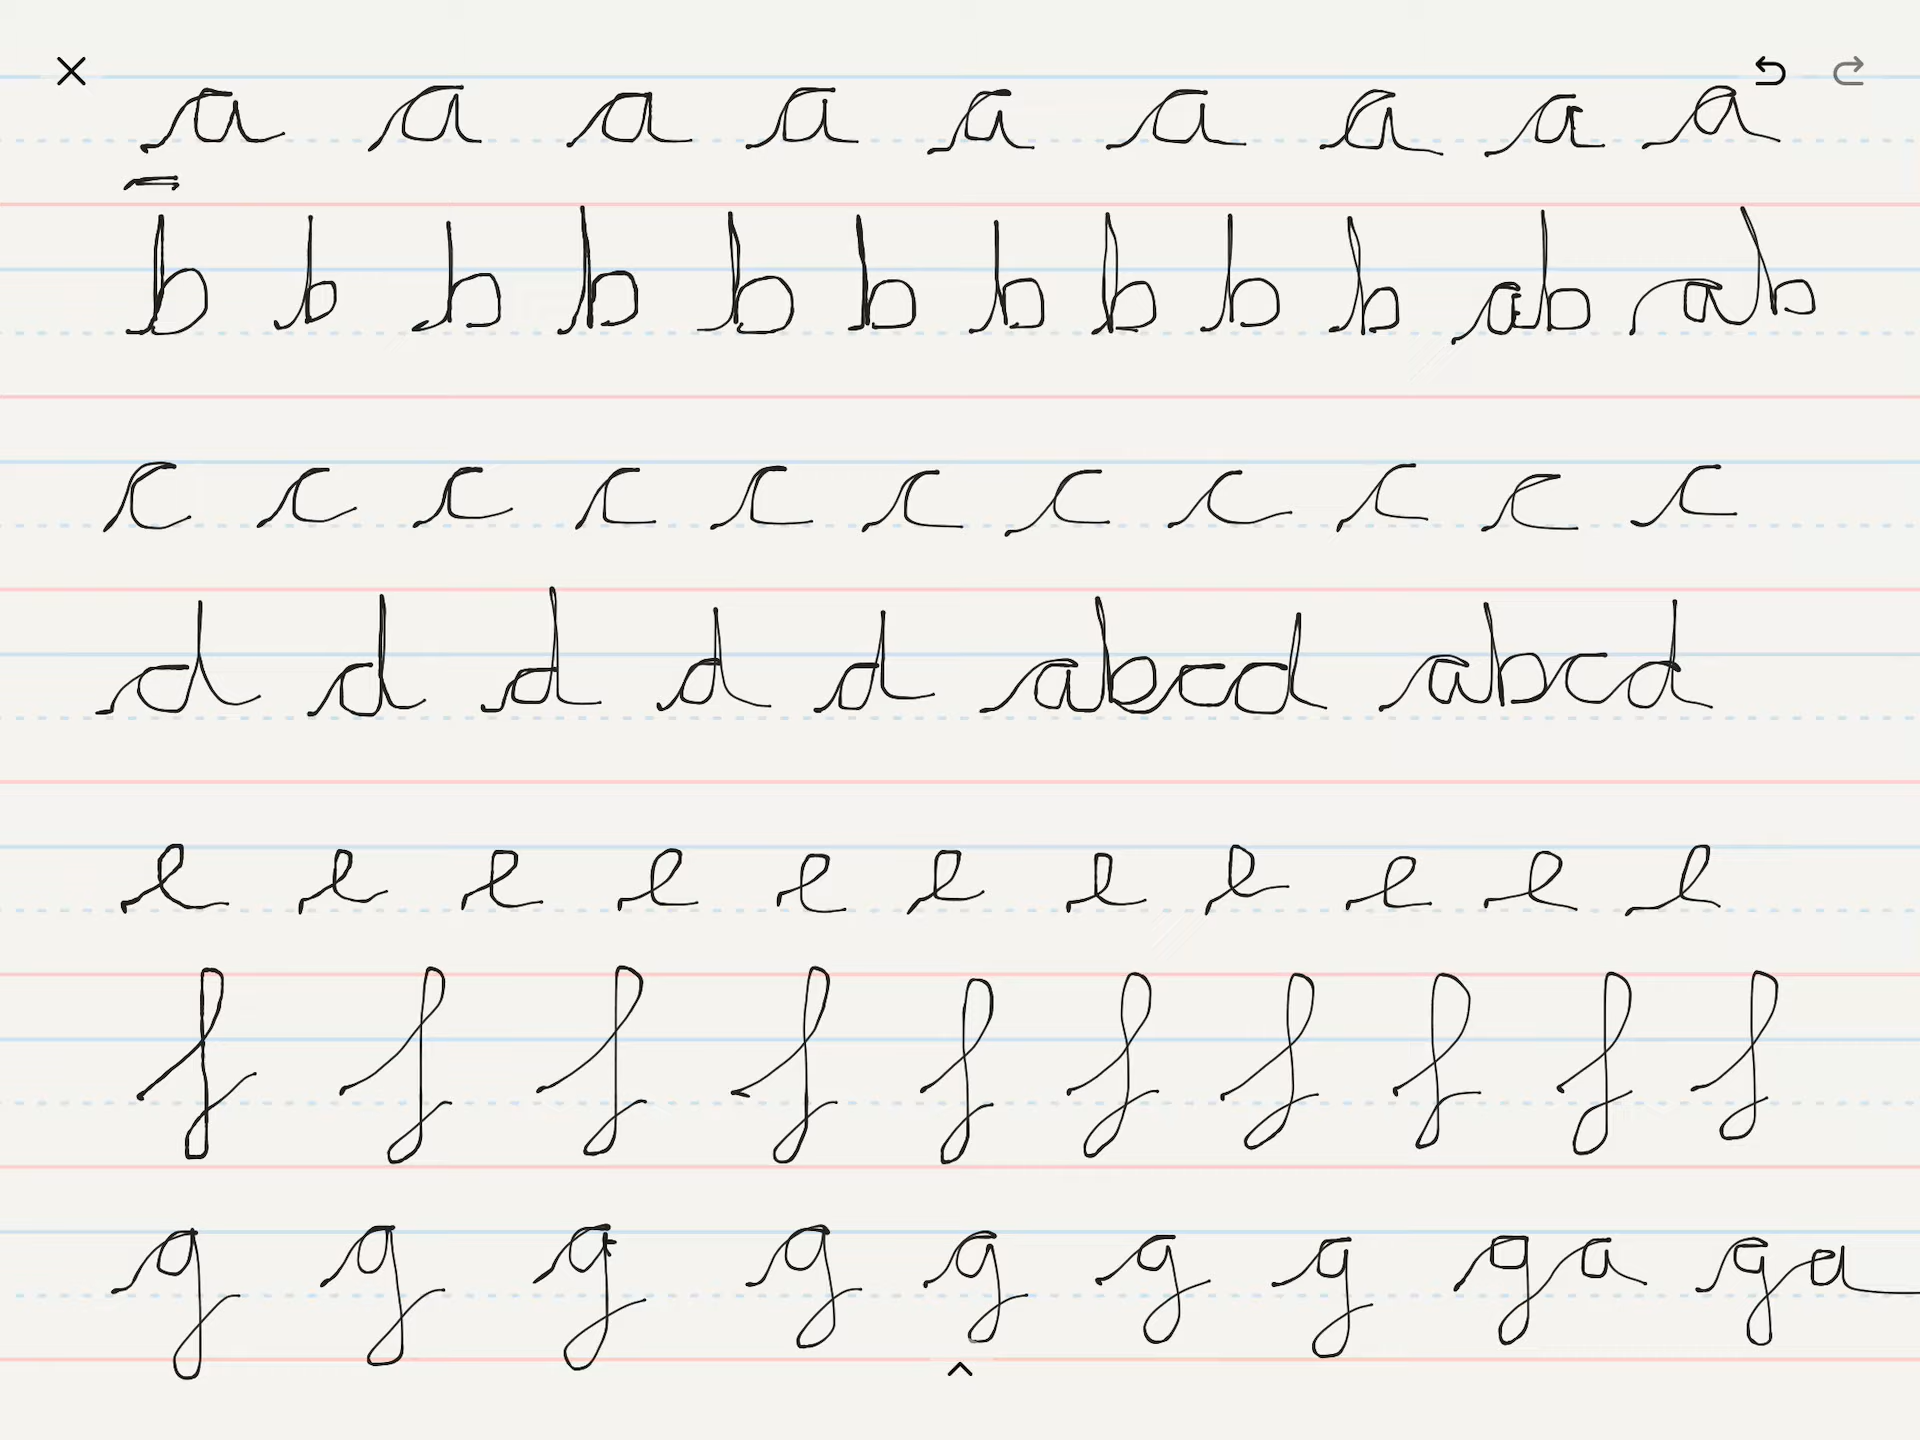 a a a a a a a a a
b b b b b b b b b b ab ab
c c c c c c c c c c c
d d d d d abcd abcd
e e e e e e e e e e e
f f f f f f f f f f
g g g g g g g ga ga